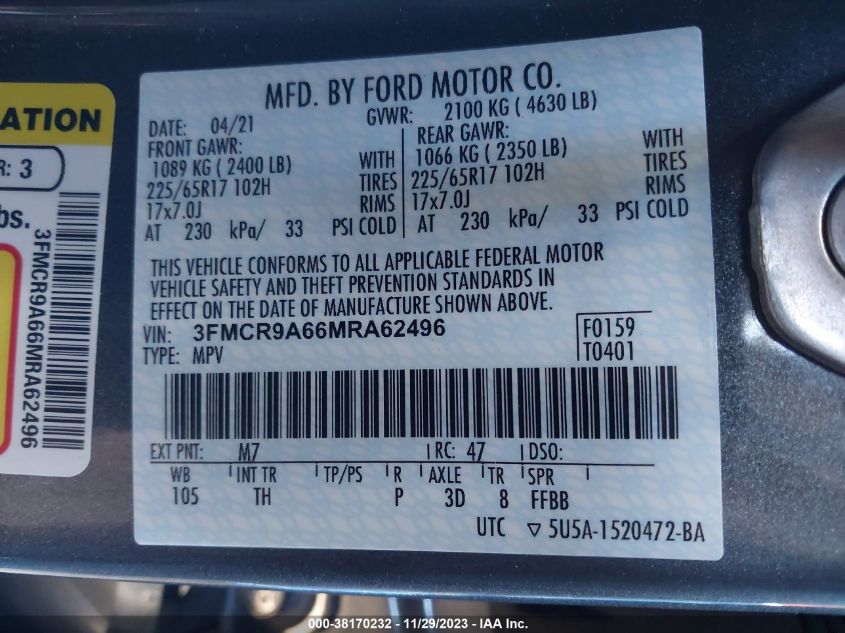 ATION
R: 3
bs.
3FMCR9A66MRA62496
MFD. BY FORD MOTOR CO.
DATE: 04/21
GVWR: 2100 KG ( 4630 LB)
FRONT GAWR:
1089 KG ( 2400 LB) WITH
225/65R17 102H TIRES
17x7.0J RIMS
AT 230 kPa/ 33 PSI COLD
REAR GAWR:
1066 KG ( 2350 LB) WITH
225/65R17 102H TIRES
17x7.0J RIMS
AT 230 kPa/ 33 PSI COLD
THIS VEHICLE CONFORMS TO ALL APPLICABLE FEDERAL MOTOR
VEHICLE SAFETY AND THEFT PREVENTION STANDARDS IN
EFFECT ON THE DATE OF MANUFACTURE SHOWN ABOVE.
VIN: 3FMCR9A66MRA62496
TYPE: MPV
F0159
T0401
EXT PNT: M7 RC: 47 DSO:
WB INT TR TP/PS R AXLE TR SPR
105 TH P 3D 8 FFBB
UTC ▽ 5U5A-1520472-BA
000-38170232 - 11/29/2023 - IAA Inc.